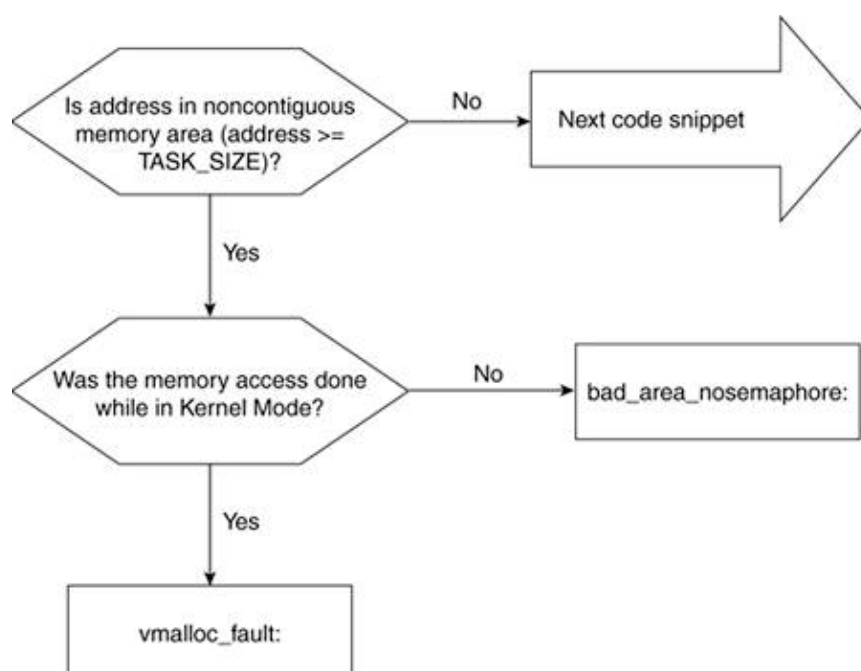 Is address in noncontiguous
memory area (address >=
TASK_SIZE)?
No
Next code snippet
Yes
Was the memory access done
while in Kernel Mode?
No
bad_area_nosemaphore:
Yes
vmalloc_fault: